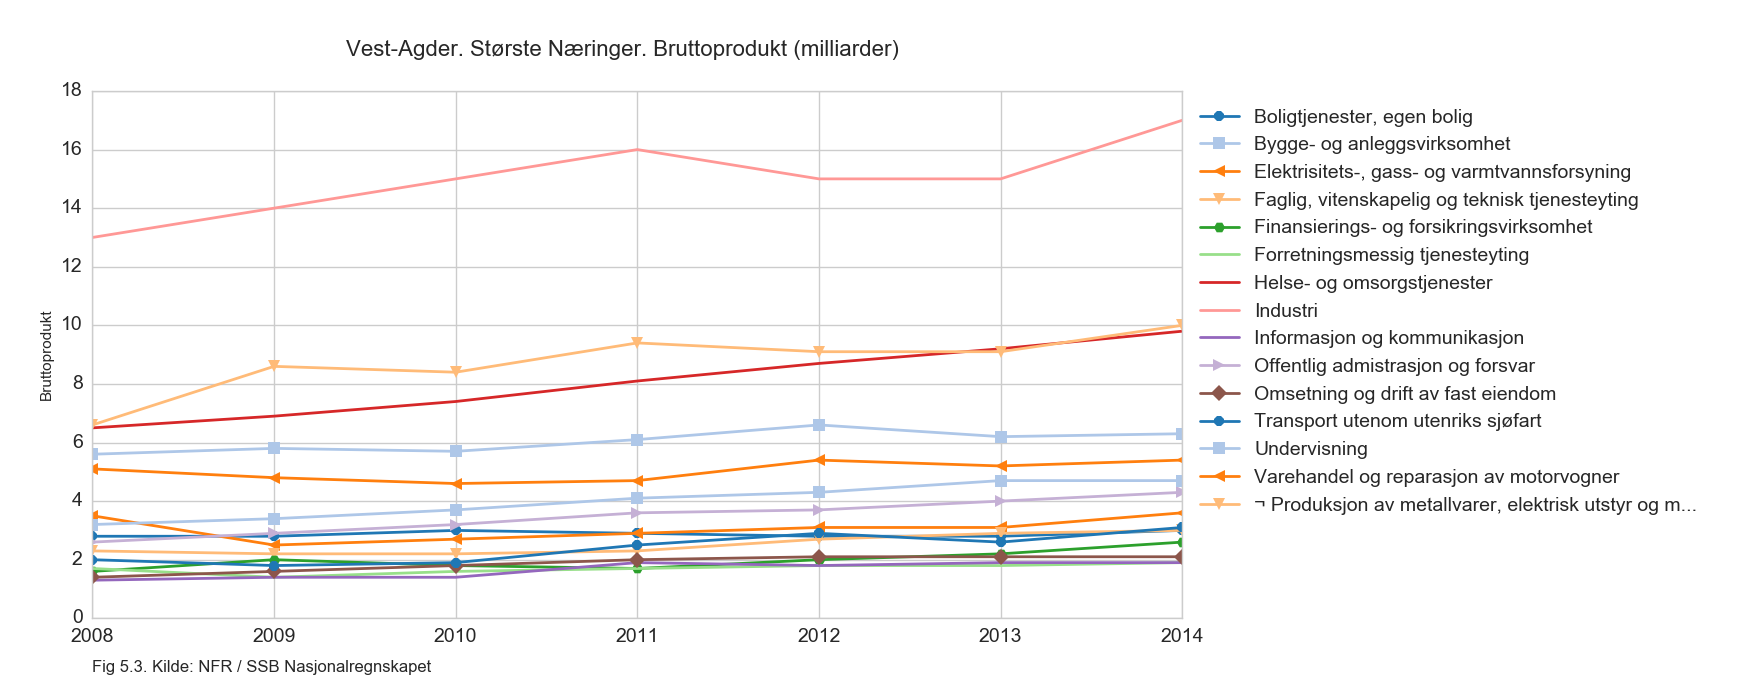 Vest-Agder. Største Næringer. Bruttoprodukt (milliarder)
Bruttoprodukt
18
16
14
12
10
8
6
4
2
0
2008 2009 2010 2011 2012 2013 2014
Boligtjenester, egen bolig
Bygge- og anleggsvirksomhet
Elektrisitets-, gass- og varmtvannsforsyning
Faglig, vitenskapelig og teknisk tjenesteyting
Finansierings- og forsikringsvirksomhet
Forretningsmessig tjenesteyting
Helse- og omsorgstjenester
Industri
Informasjon og kommunikasjon
Offentlig admistrasjon og forsvar
Omsetning og drift av fast eiendom
Transport utenom utenriks sjøfart
Undervisning
Varehandel og reparasjon av motorvogner
¬ Produksjon av metallvarer, elektrisk utstyr og m...
Fig 5.3. Kilde: NFR / SSB Nasjonalregnskapet